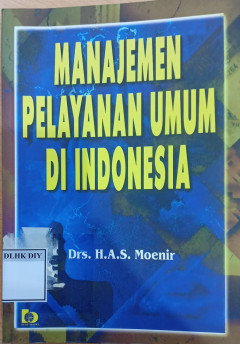 MANAJEMEN
PELAYANAN UMUM
DI INDONESIA
Drs. H.A.S. Moenir
DLHK DIY